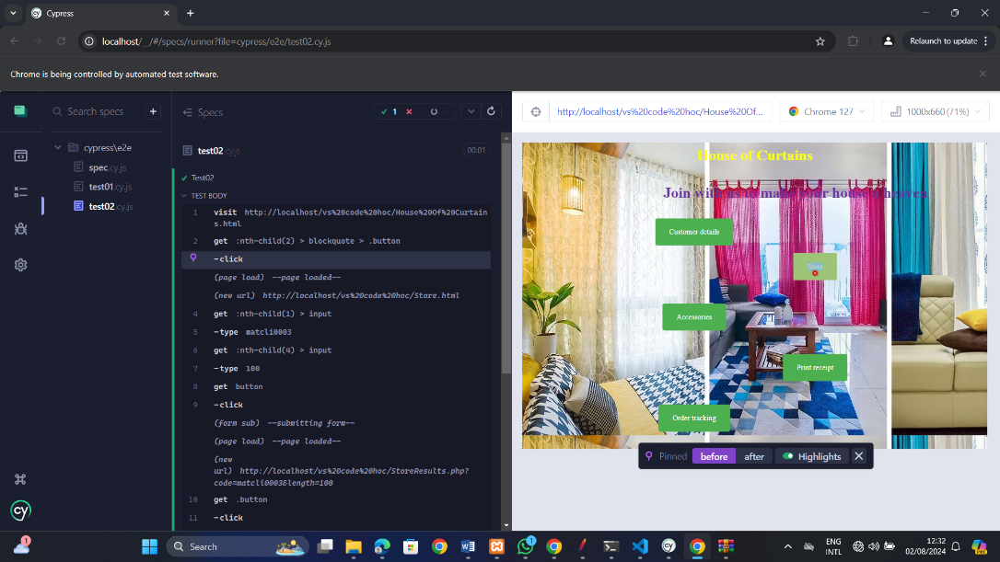 Cypress
localhost/__/#/specs/runner?file=cypress/e2e/test02.cy.js
Relaunch to update
Chrome is being controlled by automated test software.
Search specs
+
cypress\e2e
spec.cy.js
test01.cy.js
test02.cy.js
Specs
1
--
test02.cy.js
00:01
Test02
TEST BODY
1 visit http://localhost/vs%20code%20hoc/House%20Of%20Curtain
s.html
2 get :nth-child(2) > blockquote > .button
-click
(page load) --page loaded--
(new url) http://localhost/vs%20code%20hoc/Store.html
4 get :nth-child(1) > input
5 -type matcli0003
6 get :nth-child(4) > input
7 -type 100
8 get button
9 -click
(form sub) --submitting form--
(page load) --page loaded--
(new
url) http://localhost/vs%20code%20hoc/StoreResults.php?
code=matcli0003&length=100
10 get .button
11 -click
http://localhost/vs%20code%20hoc/House%20Of...
Chrome 127
1000x660 (71%)
House of Curtains
Join with us to make your house a heaven
Customer details
Store
Accessories
Print receipt
Order tracking
Pinned
before
after
Highlights
cy
1
Search
1
ENG
INTL
12:32
02/08/2024
PRE